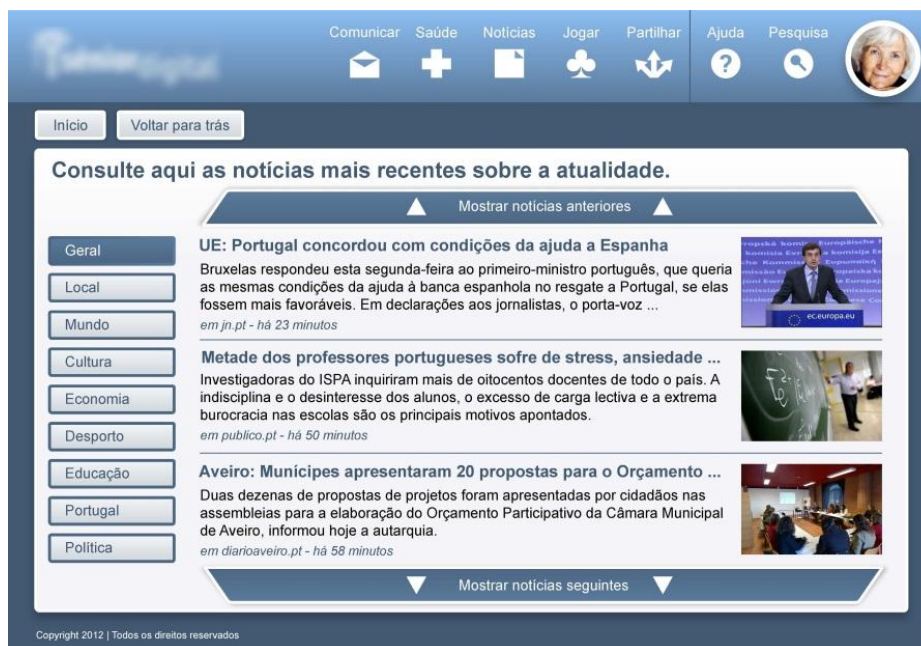 Comunicar Saúde Notícias Jogar Partilhar Ajuda Pesquisa
Início Voltar para trás
Consulte aqui as notícias mais recentes sobre a atualidade.
Mostrar notícias anteriores
Geral
Local
Mundo
Cultura
Economia
Desporto
Educação
Portugal
Política
UE: Portugal concordou com condições da ajuda a Espanha
Bruxelas respondeu esta segunda-feira ao primeiro-ministro português, que queria
as mesmas condições da ajuda à banca espanhola no resgate a Portugal, se elas
fossem mais favoráveis. Em declarações aos jornalistas, o porta-voz ...
em jn.pt - há 23 minutos
ec.europa.eu
Metade dos professores portugueses sofre de stress, ansiedade ...
Investigadoras do ISPA inquiriram mais de oitocentos docentes de todo o país. A
indisciplina e o desinteresse dos alunos, o excesso de carga lectiva e a extrema
burocracia nas escolas são os principais motivos apontados.
em publico.pt - há 50 minutos
Aveiro: Munícipes apresentaram 20 propostas para o Orçamento ...
Duas dezenas de propostas de projetos foram apresentadas por cidadãos nas
assembleias para a elaboração do Orçamento Participativo da Câmara Municipal
de Aveiro, informou hoje a autarquia.
em diarioaveiro.pt - há 58 minutos
Mostrar notícias seguintes
Copyright 2012 | Todos os direitos reservados